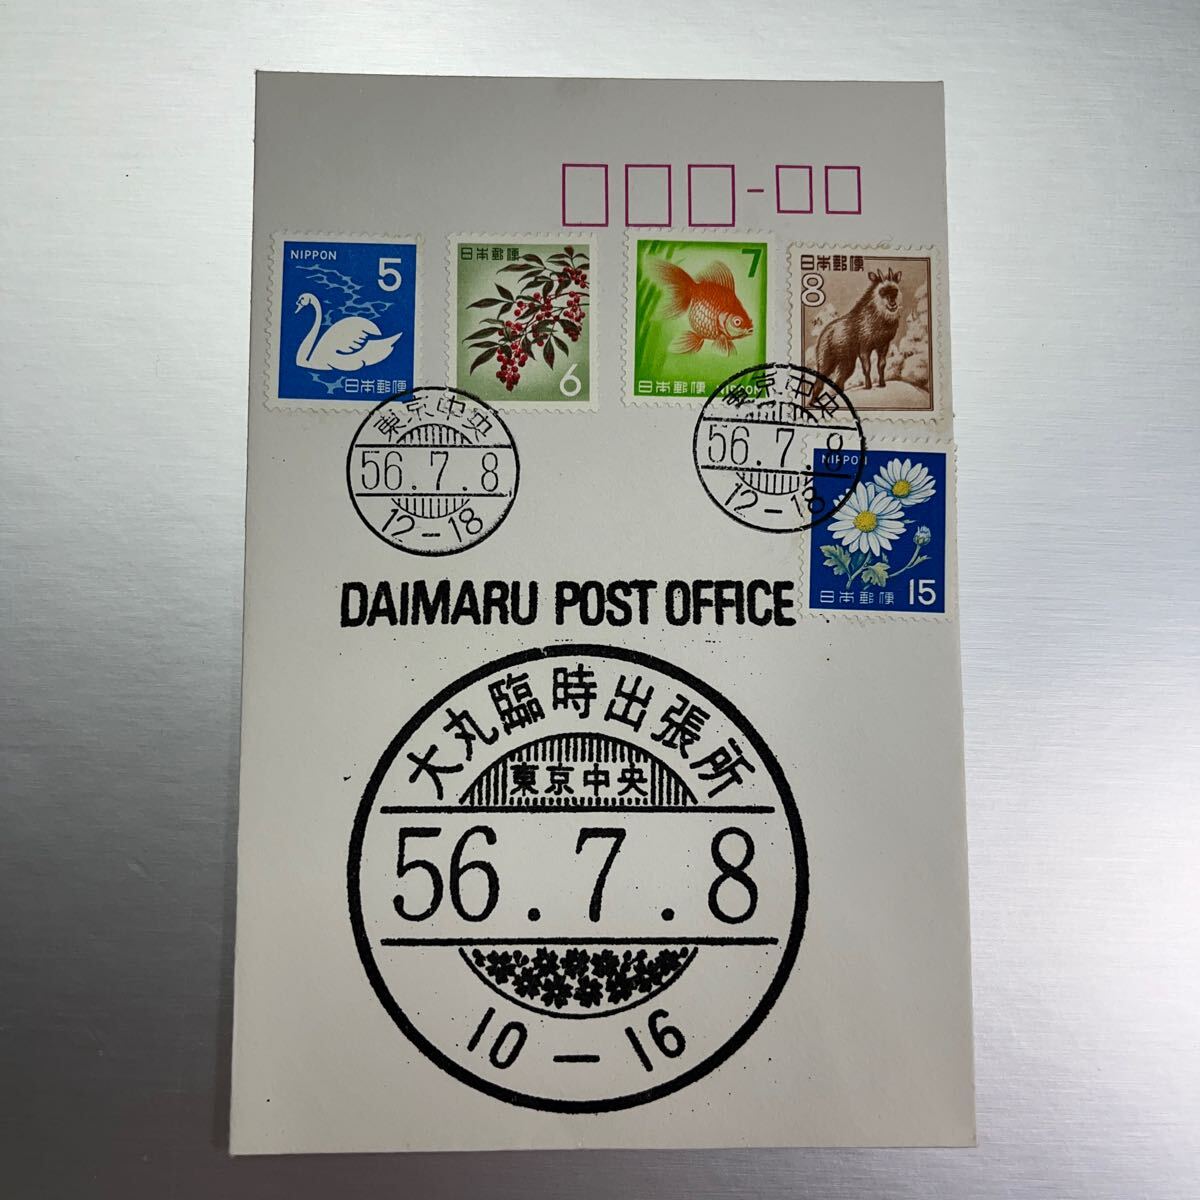 NIPPON 5
日本郵便
日本郵便
6
7
日本郵便 NIPPON
日本郵便
8
東京中央
56.7.8
12-18
東京中央
56.7.8
12-18
NIPPON
日本郵便 15
DAIMARU POST OFFICE
大丸臨時出張所
東京中央
56.7.8
10-16